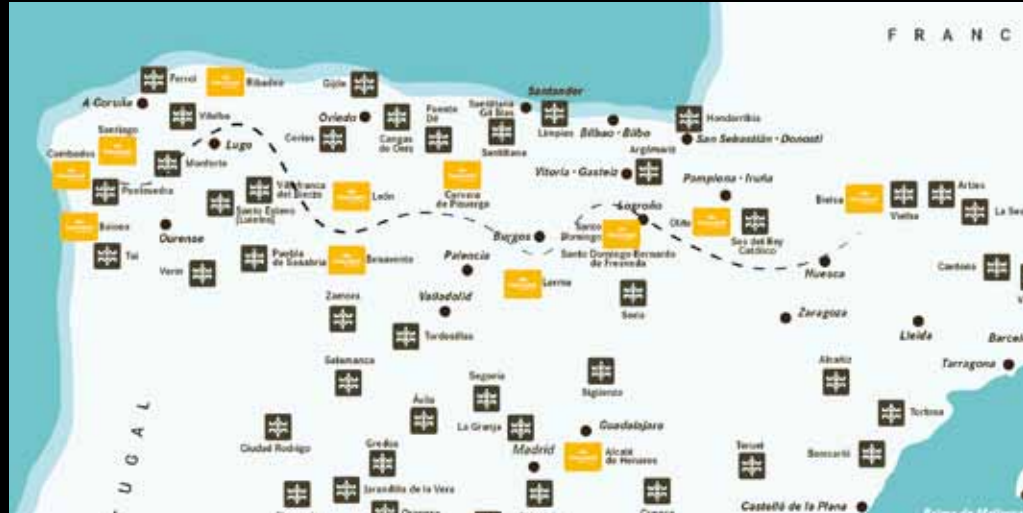 F R A N C
Ferrol
Ribadeo
Gijón
A Coruña
Vilalba
Oviedo
Corias
Cangas
de Onís
Fuente
Dé
Santillana
Gil Blas
Santillana
Santander
Limpias
Bilbao · Bilbo
Hondarribia
San Sebastián · Donosti
Santiago
Cambados
Lugo
Monforte
Pontevedra
Villafranca
del Bierzo
Santo Estevo
León
Cervera
de Pisuerga
Vitoria · Gasteiz
Argómaniz
Pamplona · Iruña
Bielsa
Vielha
Arties
La Seu
Baiona
Tui
Ourense
Verín
Puebla
de Sanabria
Benavente
Palencia
Burgos
Lerma
Santo
Domingo
Logroño
Santo Domingo Bernardo
de Fresneda
Olite
Sos del Rey
Católico
Huesca
Cardona
Zamora
Valladolid
Tordesillas
Soria
Zaragoza
Lleida
Barcel
Tarragona
Salamanca
Segovia
Sigüenza
Alcañiz
Ávila
La Granja
Guadalajara
Tortosa
Ciudad Rodrigo
Gredos
Madrid
Alcalá
de Henares
Teruel
Benicarló
Jarandilla de la Vera
Cuenca
Castelló de la Plana
T U G A L